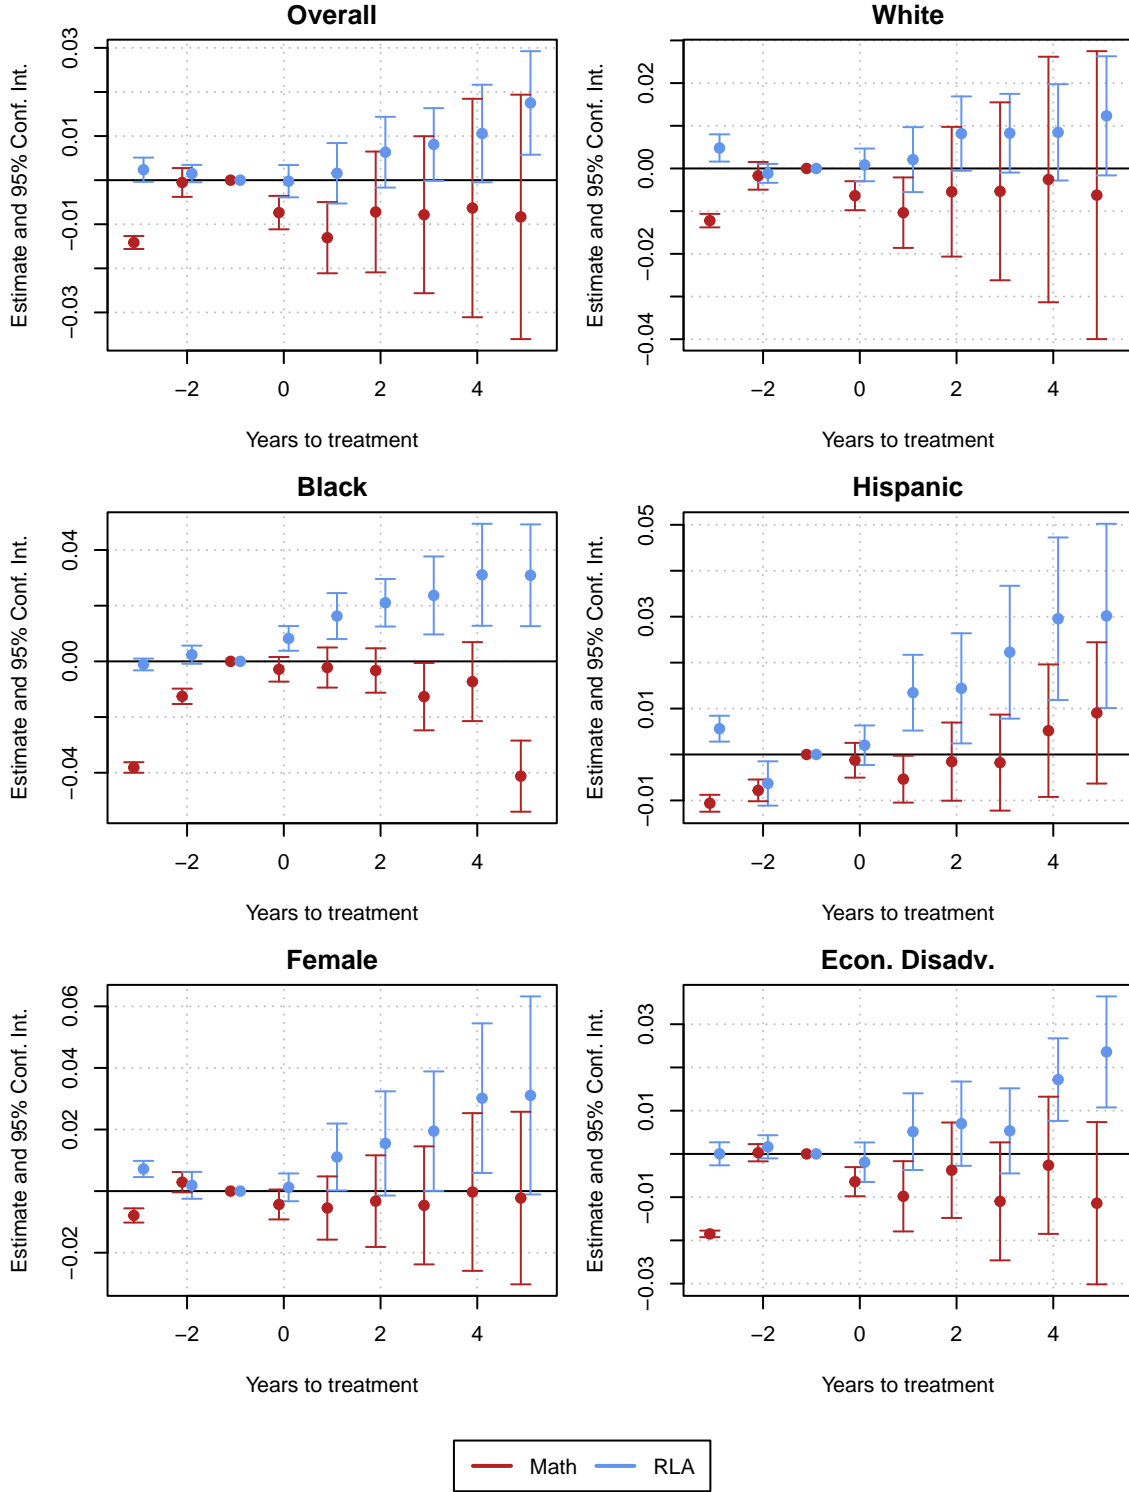 Overall
Estimate and 95% Conf. Int.
0.03
0.01
−0.01
−0.03
−2 0 2 4
Years to treatment
White
Estimate and 95% Conf. Int.
0.02
0.00
−0.02
−0.04
−2 0 2 4
Years to treatment
Black
Estimate and 95% Conf. Int.
0.04
0.00
−0.04
−2 0 2 4
Years to treatment
Hispanic
Estimate and 95% Conf. Int.
0.05
0.03
0.01
−0.01
−2 0 2 4
Years to treatment
Female
Estimate and 95% Conf. Int.
0.06
0.04
0.02
−0.02
−2 0 2 4
Years to treatment
Econ. Disadv.
Estimate and 95% Conf. Int.
0.03
0.01
−0.01
−0.03
−2 0 2 4
Years to treatment
Math RLA